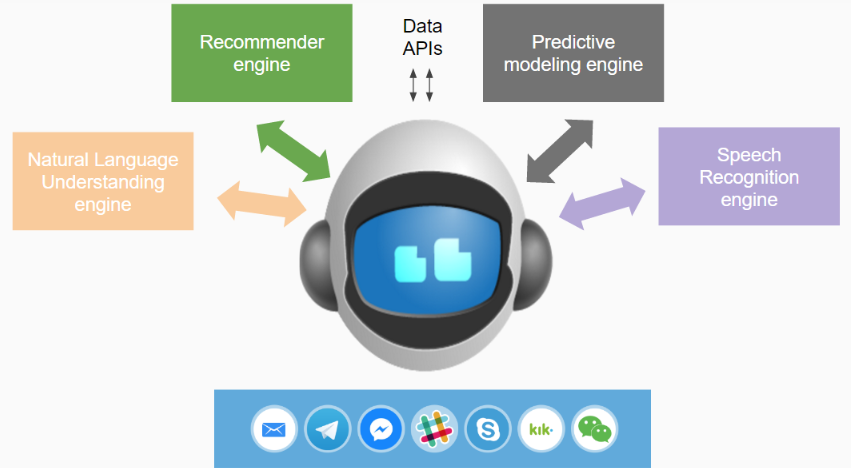 Recommender
engine
Data
APIs
Predictive
modeling engine
Natural Language
Understanding
engine
Speech
Recognition
engine
kik